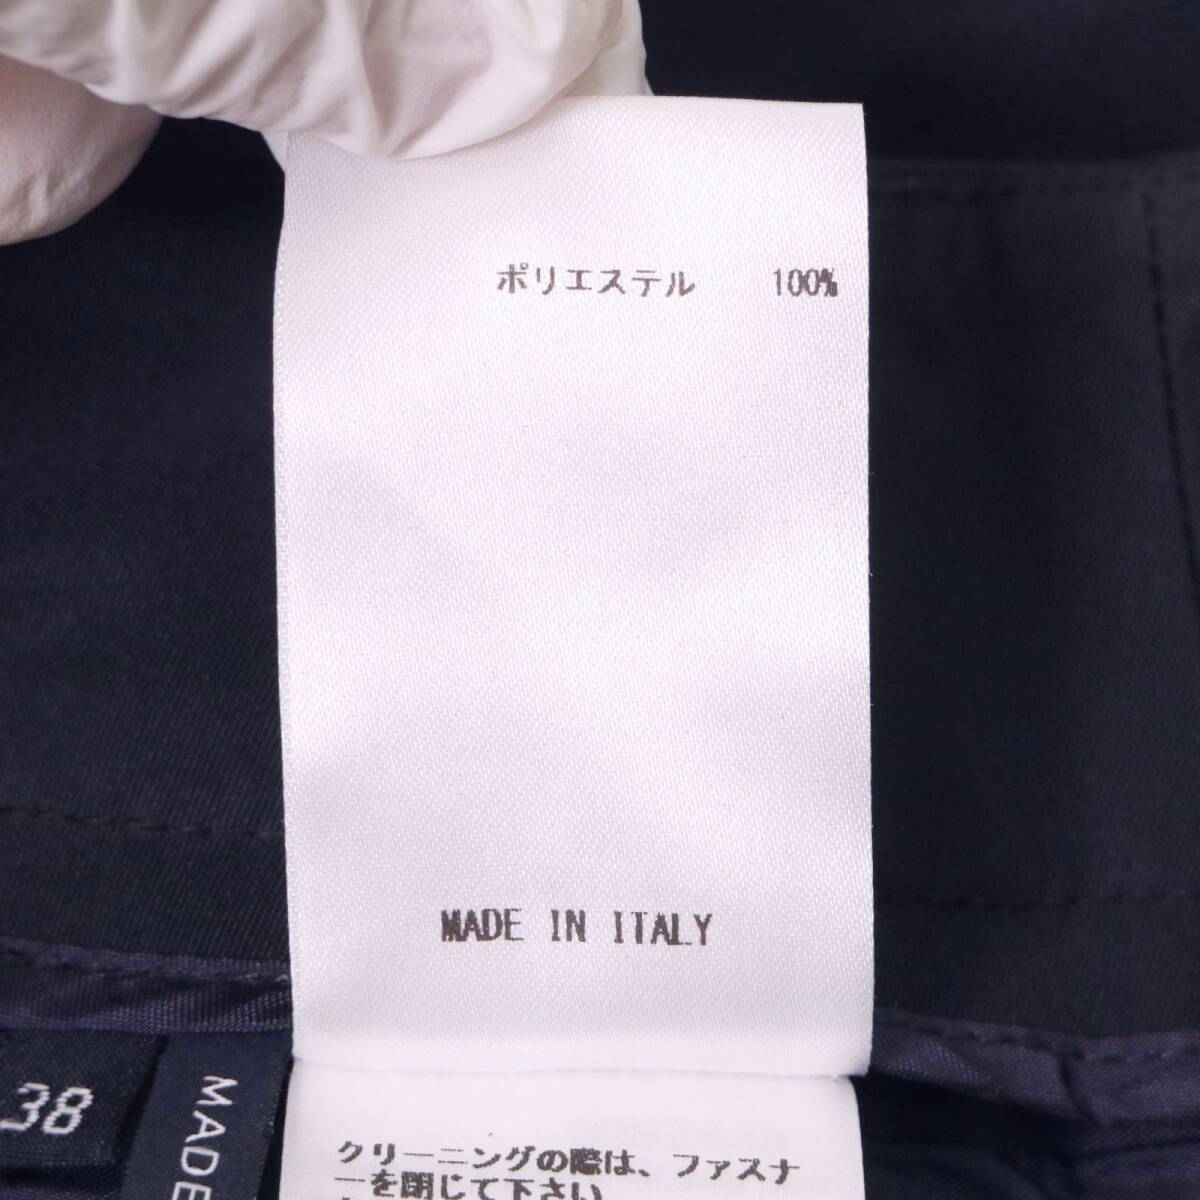 ポリエステル 100%
MADE IN ITALY
38
MADE
クリーニングの際は、ファスナ
ーを閉じて下さい